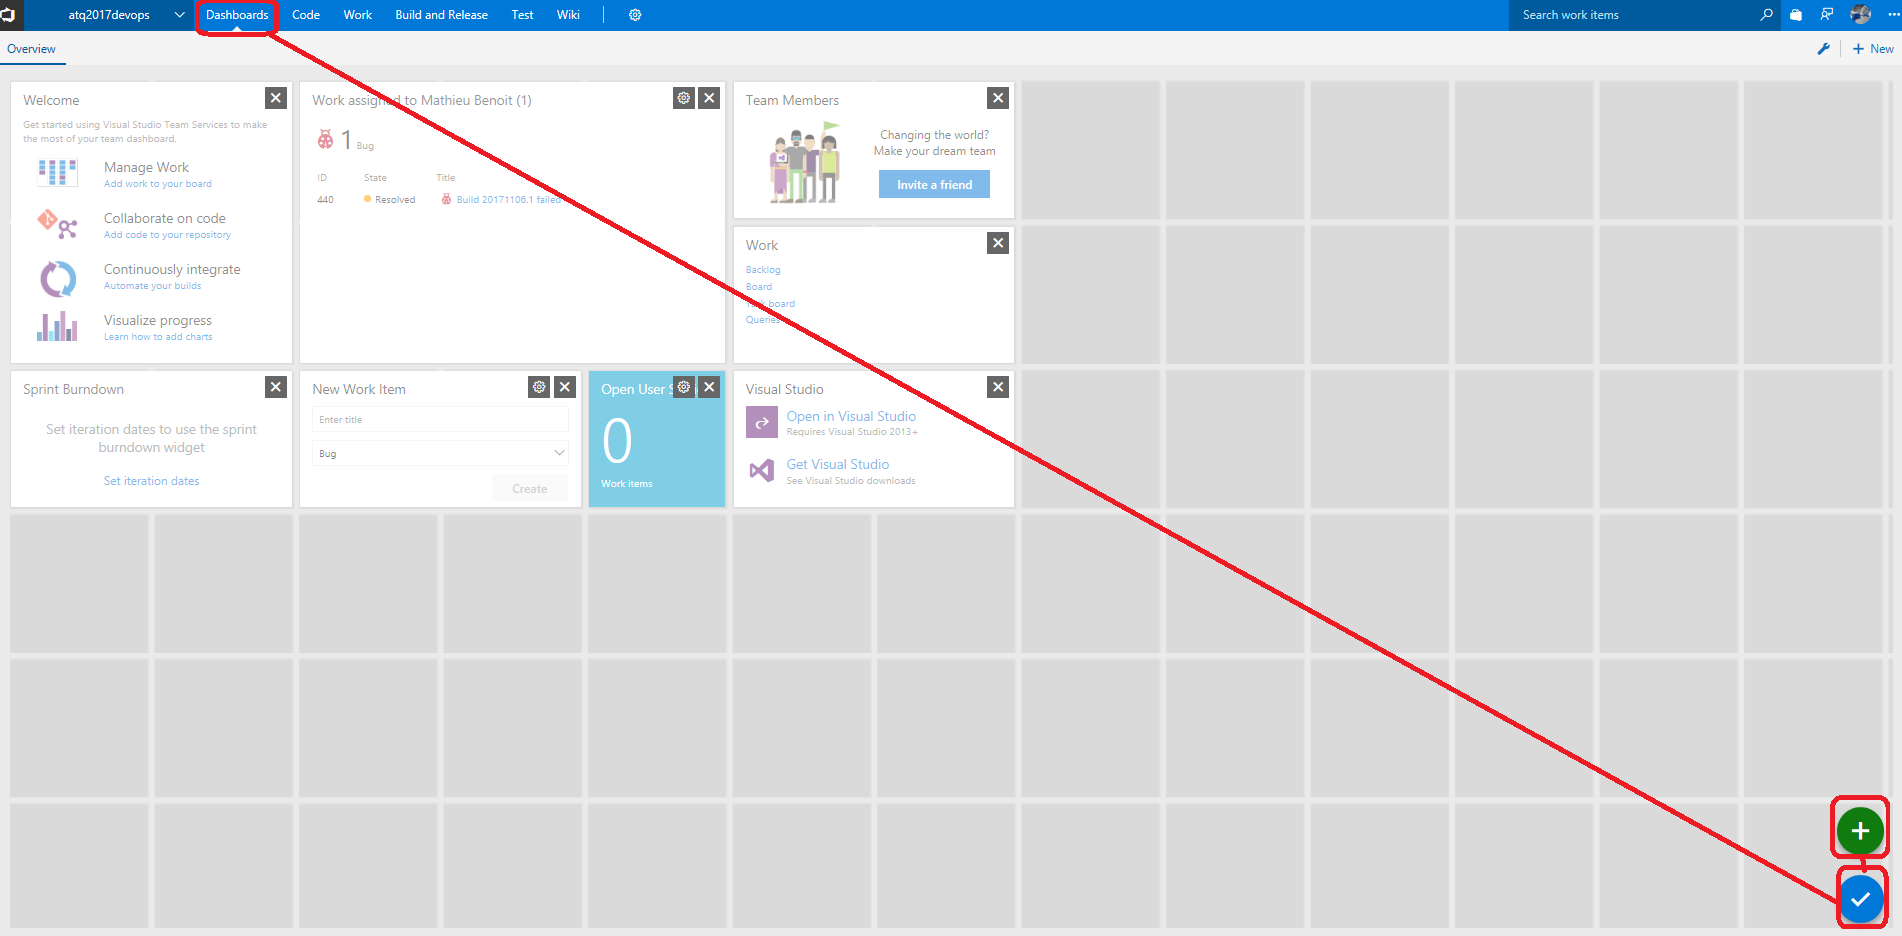 atq2017devops
Dashboards
Code
Work
Build and Release
Test
Wiki
Search work items
Overview
New
Welcome
Get started using Visual Studio Team Services to make
the most of your team dashboard.
Manage Work
Add work to your board
Collaborate on code
Add code to your repository
Continuously integrate
Automate your builds
Visualize progress
Learn how to add charts
Work assigned to Mathieu Benoit (1)
1 Bug
ID State Title
440 Resolved Build 20171106.1 failed
Team Members
Changing the world?
Make your dream team
Invite a friend
Work
Backlog
Board
Task board
Queries
Sprint Burndown
Set iteration dates to use the sprint
burndown widget
Set iteration dates
New Work Item
Enter title
Bug
Create
Open User
0
Work items
Visual Studio
Open in Visual Studio
Requires Visual Studio 2013+
Get Visual Studio
See Visual Studio downloads